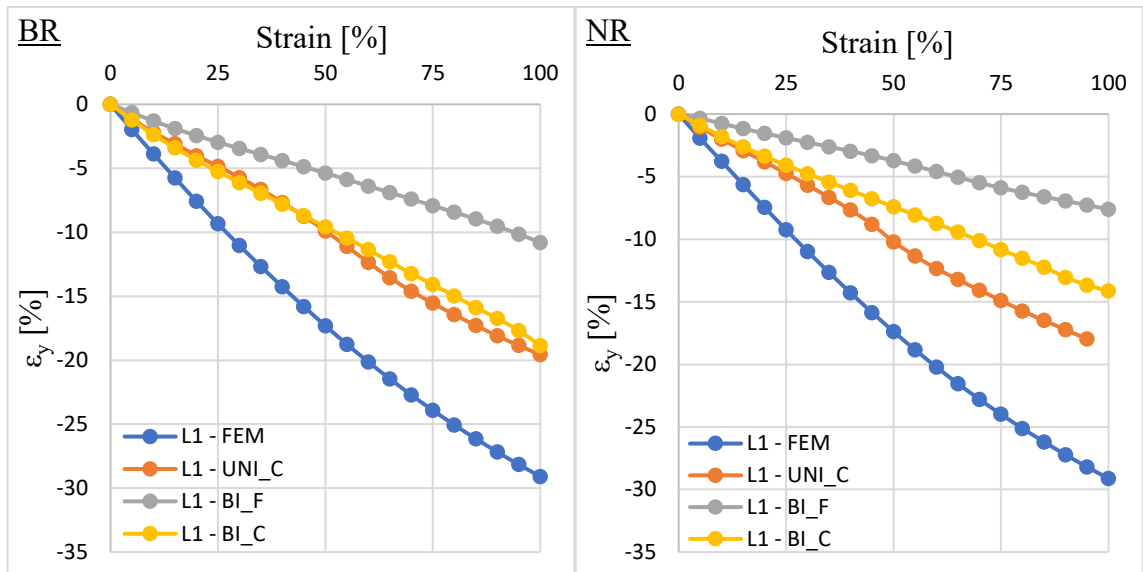 BR
Strain [%]
0 25 50 75 100
0
-5
-10
-15
-20
-25
-30
-35
εy [%]
L1 - FEM
L1 - UNI_C
L1 - BI_F
L1 - BI_C
NR
Strain [%]
0 25 50 75 100
0
-5
-10
-15
-20
-25
-30
-35
εy [%]
L1 - FEM
L1 - UNI_C
L1 - BI_F
L1 - BI_C